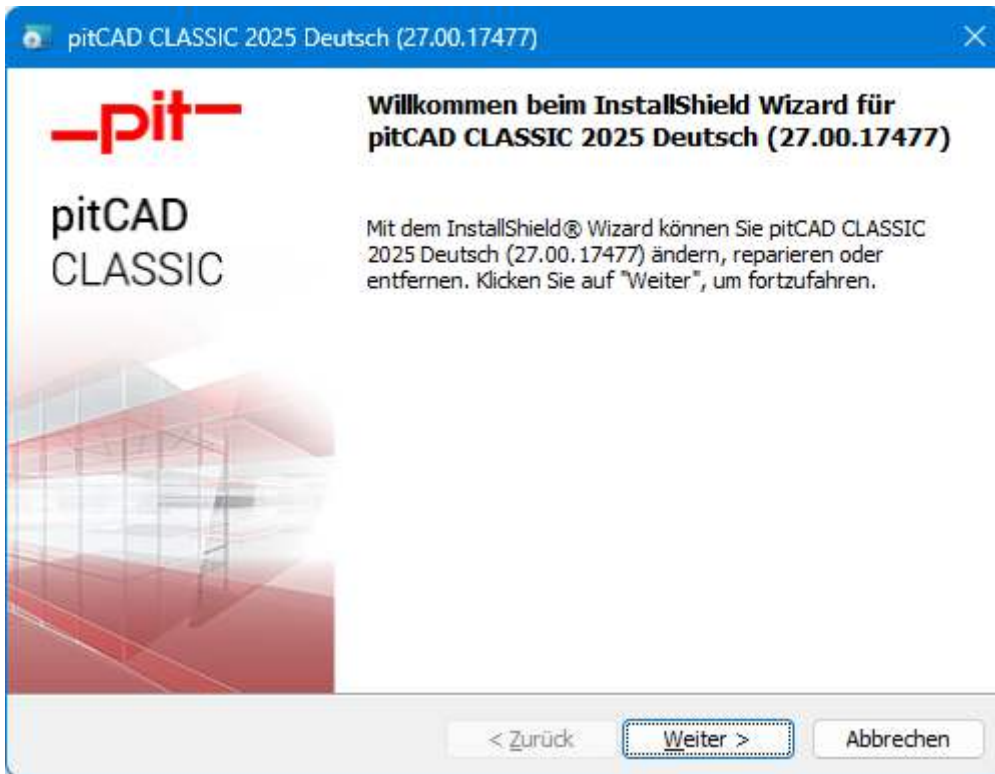 pitCAD CLASSIC 2025 Deutsch (27.00.17477)
pit
pitCAD
CLASSIC
Willkommen beim InstallShield Wizard für
pitCAD CLASSIC 2025 Deutsch (27.00.17477)
Mit dem InstallShield® Wizard können Sie pitCAD CLASSIC
2025 Deutsch (27.00.17477) ändern, reparieren oder
entfernen. Klicken Sie auf "Weiter", um fortzufahren.
< Zurück
Weiter >
Abbrechen